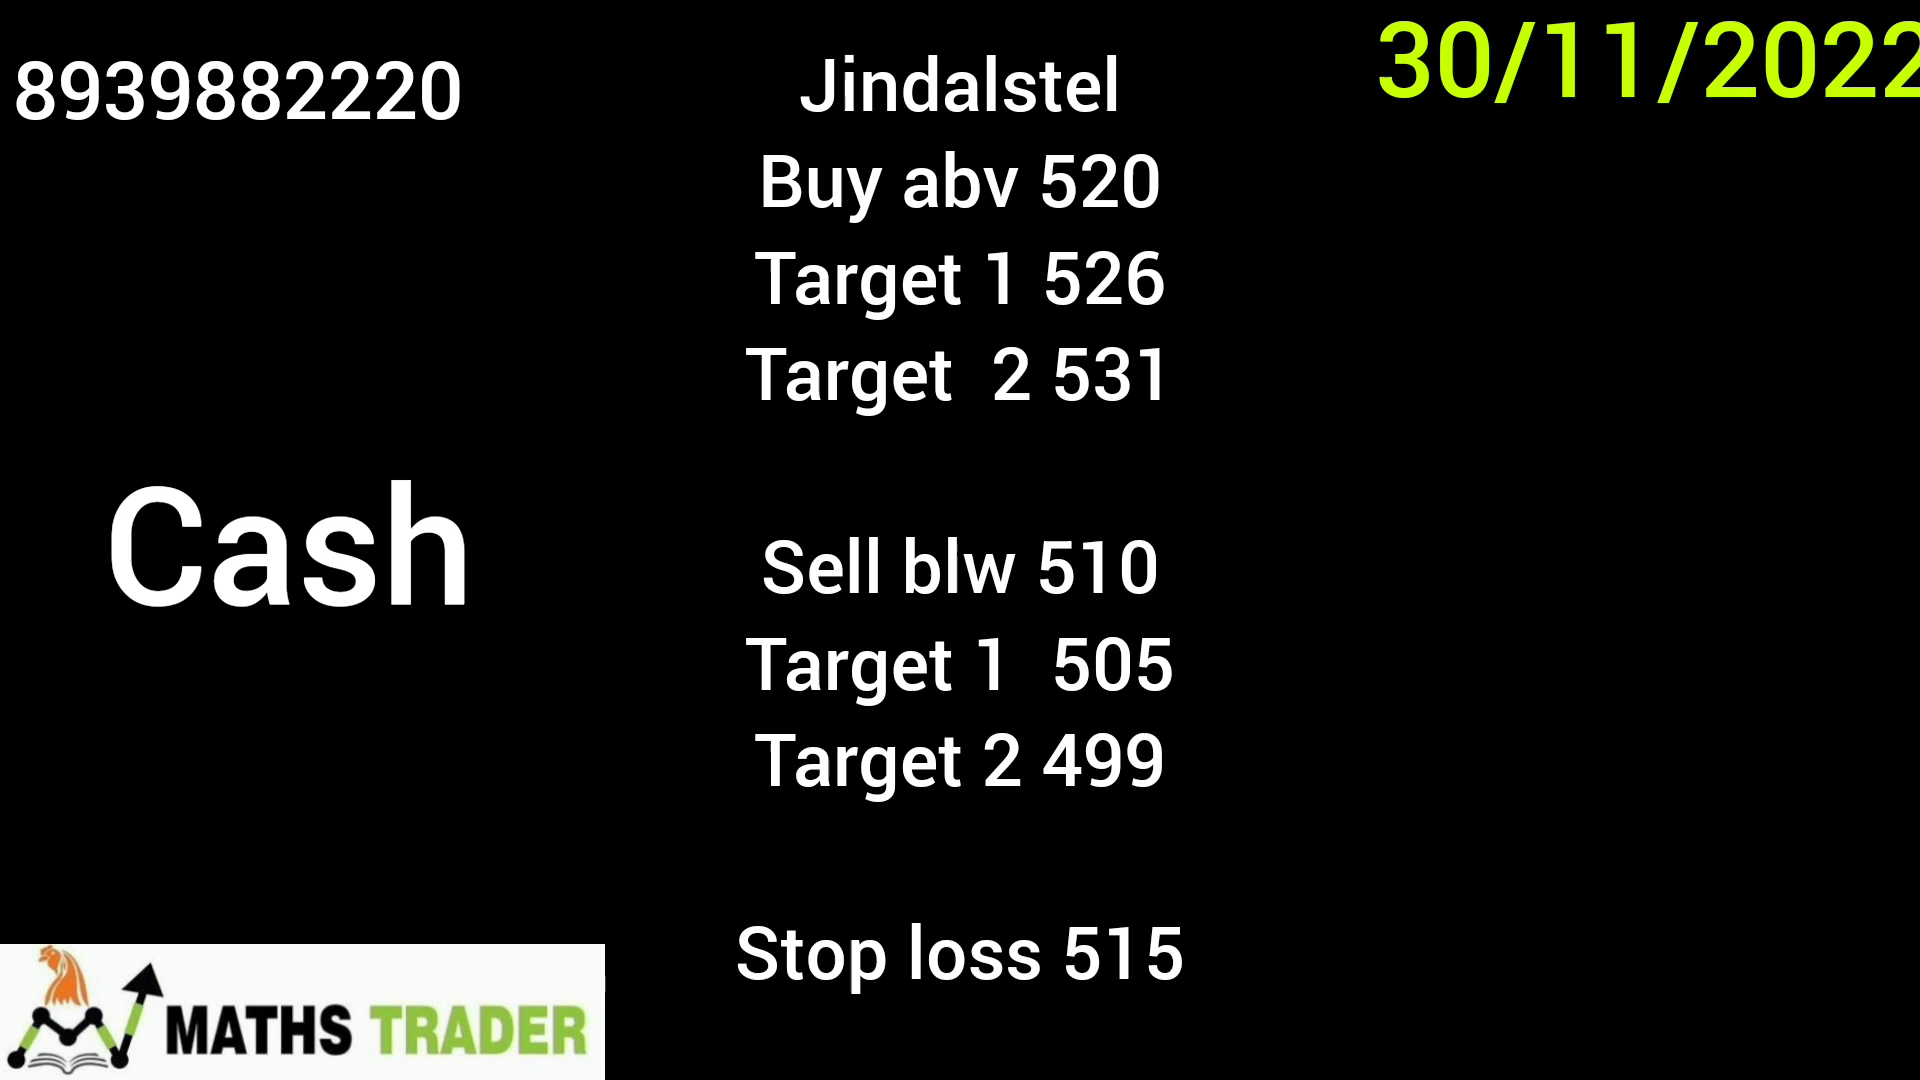 8939882220
30/11/2022
Jindalstel
Buy abv 520
Target 1 526
Target  2 531
Cash
Sell blw 510
Target 1  505
Target 2 499
Stop loss 515
MATHS TRADER